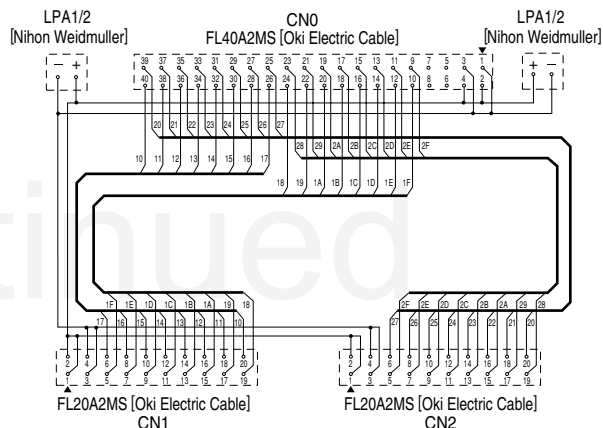 CN0
LPA1/2
[Nihon Weidmuller]
FL40A2MS [Oki Electric Cable]
LPA1/2
[Nihon Weidmuller]
− +
+ −
39 37 35 33 31 29 27 25 23 21 19 17 15 13 11 9 7 5 3 1
40 38 36 34 32 30 28 26 24 22 20 18 16 14 12 10 8 6 4 2
20 21 22 23 24 25 26 27
28 29 2A 2B 2C 2D 2E 2F
10 11 12 13 14 15 16 17
18 19 1A 1B 1C 1D 1E 1F
tinued
1F 1E 1D 1C 1B 1A 19 18
17 16 15 14 13 12 11 10
2F 2E 2D 2C 2B 2A 29 28
27 26 25 24 23 22 21 20
2 4 6 8 10 12 14 16 18 20
1 3 5 7 9 11 13 15 17 19
2 4 6 8 10 12 14 16 18 20
1 3 5 7 9 11 13 15 17 19
FL20A2MS [Oki Electric Cable]
CN1
FL20A2MS [Oki Electric Cable]
CN2